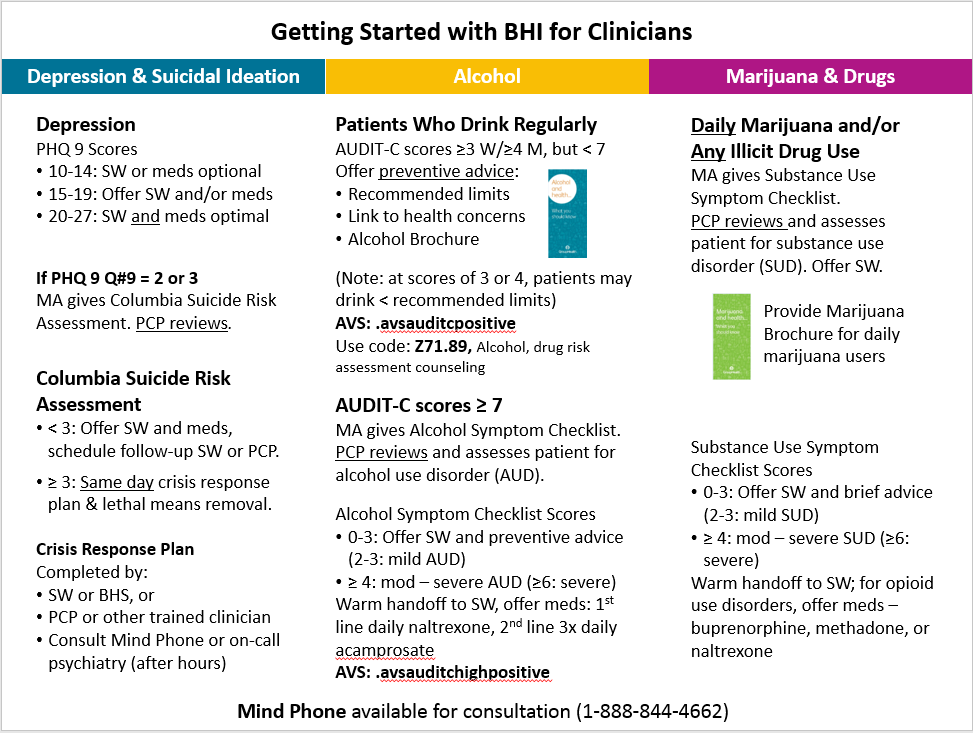 Getting Started with BHI for Clinicians
Depression & Suicidal Ideation
Depression
PHQ 9 Scores
• 10-14: SW or meds optional
• 15-19: Offer SW and/or meds
• 20-27: SW and meds optimal
If PHQ 9 Q#9 = 2 or 3
MA gives Columbia Suicide Risk
Assessment. PCP reviews.
Columbia Suicide Risk
Assessment
• < 3: Offer SW and meds,
schedule follow-up SW or PCP.
• ≥ 3: Same day crisis response
plan & lethal means removal.
Crisis Response Plan
Completed by:
• SW or BHS, or
• PCP or other trained clinician
• Consult Mind Phone or on-call
psychiatry (after hours)
Alcohol
Patients Who Drink Regularly
AUDIT-C scores ≥3 W/≥4 M, but < 7
Offer preventive advice:
• Recommended limits
• Link to health concerns
• Alcohol Brochure
Alcohol
and
health...
What you
should know
(Note: at scores of 3 or 4, patients may
drink < recommended limits)
AVS: .avsauditcpositive
Use code: Z71.89, Alcohol, drug risk
assessment counseling
AUDIT-C scores ≥ 7
MA gives Alcohol Symptom Checklist.
PCP reviews and assesses patient for
alcohol use disorder (AUD).
Alcohol Symptom Checklist Scores
• 0-3: Offer SW and preventive advice
(2-3: mild AUD)
• ≥ 4: mod – severe AUD (≥6: severe)
Warm handoff to SW, offer meds: 1st
line daily naltrexone, 2nd line 3x daily
acamprosate
AVS: .avsauditchighpositive
Marijuana & Drugs
Daily Marijuana and/or
Any Illicit Drug Use
MA gives Substance Use
Symptom Checklist.
PCP reviews and assesses
patient for substance use
disorder (SUD). Offer SW.
Marijuana
and health...
Provide Marijuana
Brochure for daily
marijuana users
Substance Use Symptom
Checklist Scores
• 0-3: Offer SW and brief advice
(2-3: mild SUD)
• ≥ 4: mod – severe SUD (≥6:
severe)
Warm handoff to SW; for opioid
use disorders, offer meds –
buprenorphine, methadone, or
naltrexone
Mind Phone available for consultation (1-888-844-4662)